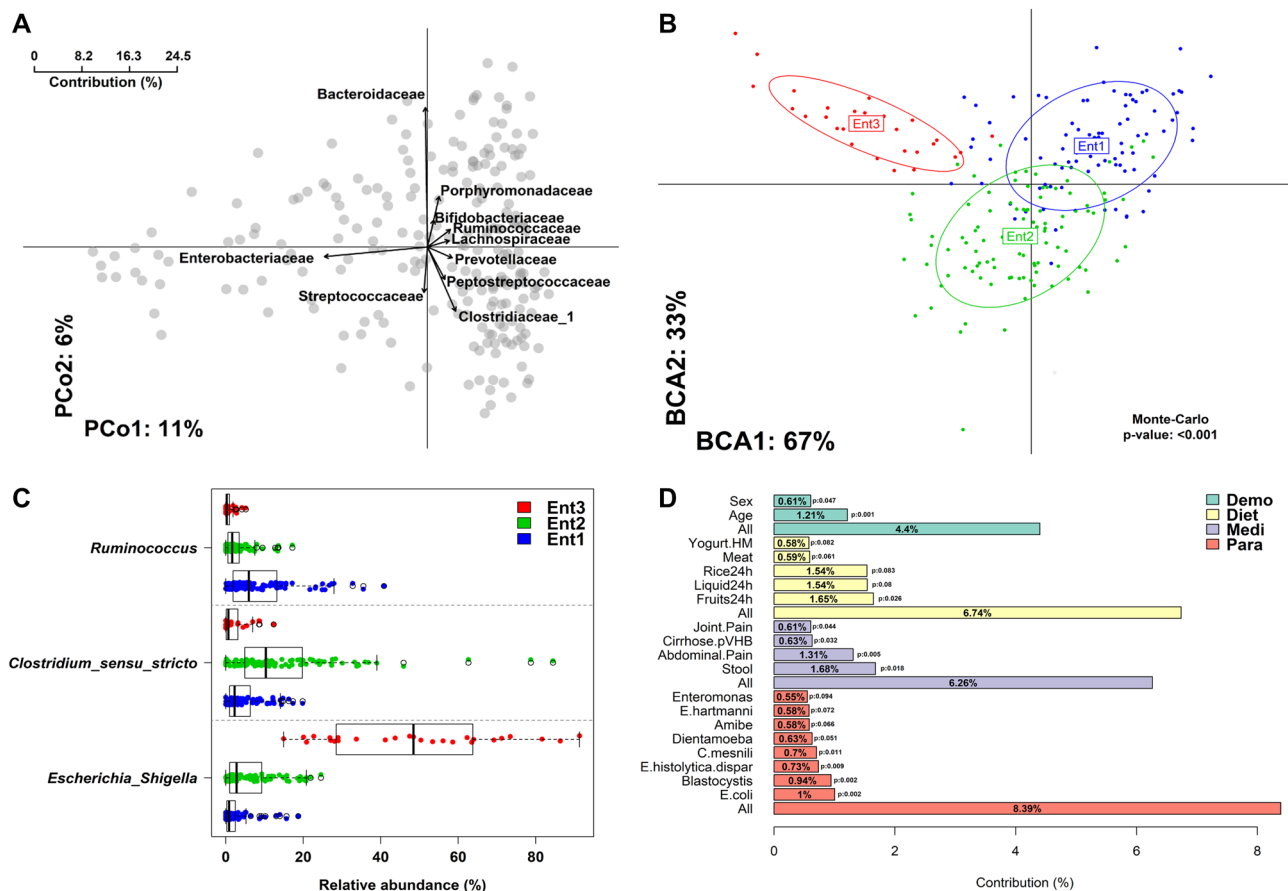 A
0 8.2 16.3 24.5
Contribution (%)
Bacteroidaceae
Porphyromonadaceae
Bifidobacteriaceae
Ruminococcaceae
Lachnospiraceae
Enterobacteriaceae
Prevotellaceae
Peptostreptococcaceae
Streptococcaceae
Clostridiaceae_1
PCo2: 6%
PCo1: 11%
B
Ent3
Ent1
Ent2
BCA2: 33%
BCA1: 67%
Monte-Carlo
p-value: <0.001
C
Ent3
Ent2
Ent1
Ruminococcus
Clostridium_sensu_stricto
Escherichia_Shigella
0 20 40 60 80
Relative abundance (%)
D
Demo
Diet
Medi
Para
Sex 0.61% p:0.047
Age 1.21% p:0.001
All 4.4%
Yogurt.HM 0.58% p:0.082
Meat 0.59% p:0.061
Rice24h 1.54% p:0.083
Liquid24h 1.54% p:0.08
Fruits24h 1.65% p:0.026
All 6.74%
Joint.Pain 0.61% p:0.044
Cirrhose.pVHB 0.63% p:0.032
Abdominal.Pain 1.31% p:0.005
Stool 1.68% p:0.018
All 6.26%
Enteromonas 0.55% p:0.094
E.hartmanni 0.58% p:0.072
Amibe 0.58% p:0.066
Dientamoeba 0.63% p:0.051
C.mesnili 0.7% p:0.011
E.histolytica.dispar 0.73% p:0.009
Blastocystis 0.94% p:0.002
E.coli 1% p:0.002
All 8.39%
0 2 4 6 8
Contribution (%)